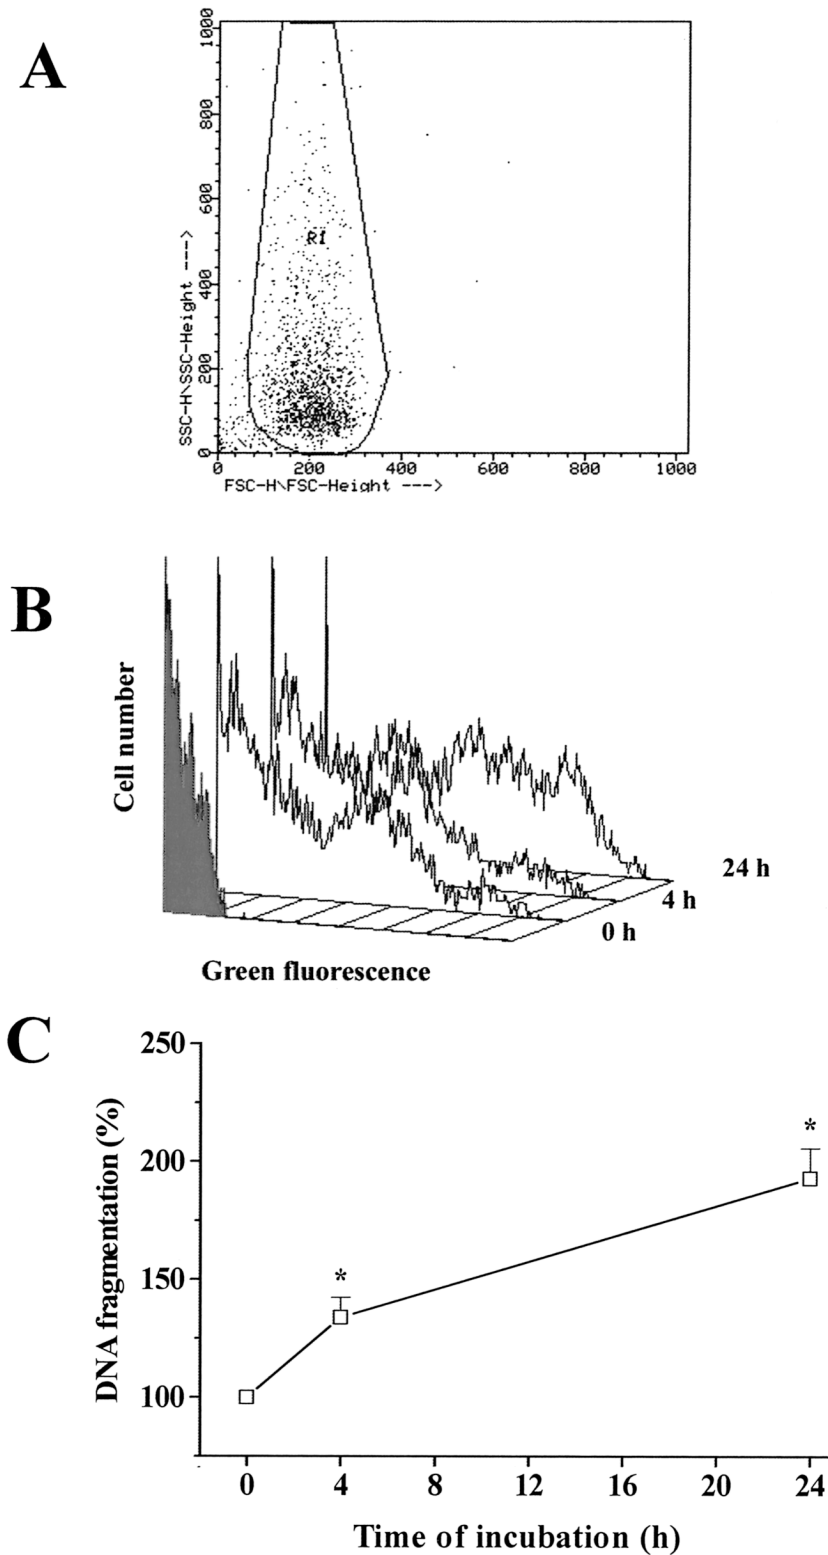 A
1000
800
600
400
200
0
SSC-H\SSC-Height --->
R1
0 200 400 600 800 1000
FSC-H\FSC-Height --->
B
Cell number
24 h
4 h
0 h
Green fluorescence
C
250
200
150
100
DNA fragmentation (%)
*
*
0 4 8 12 16 20 24
Time of incubation (h)